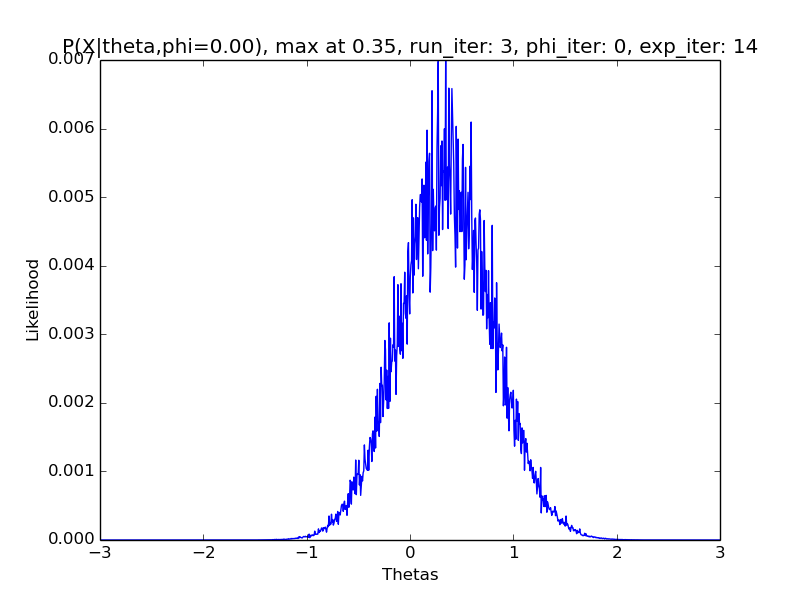 P(X|theta,phi=0.00), max at 0.35, run_iter: 3, phi_iter: 0, exp_iter: 14
0.007
0.006
0.005
0.004
0.003
0.002
0.001
0.000
Likelihood
−3 −2 −1 0 1 2 3
Thetas